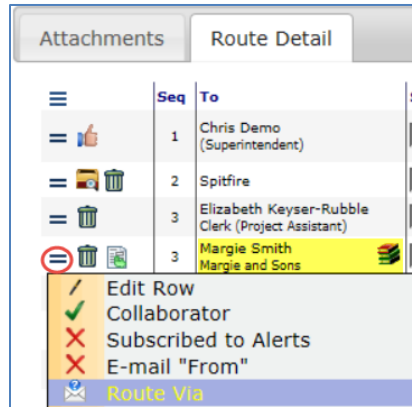 Attachments Route Detail
Seq To
1 Chris Demo
(Superintendent)
2 Spitfire
3 Elizabeth Keyser-Rubble
Clerk (Project Assistant)
3 Margie Smith
Margie and Sons
Edit Row
Collaborator
Subscribed to Alerts
E-mail "From"
Route Via